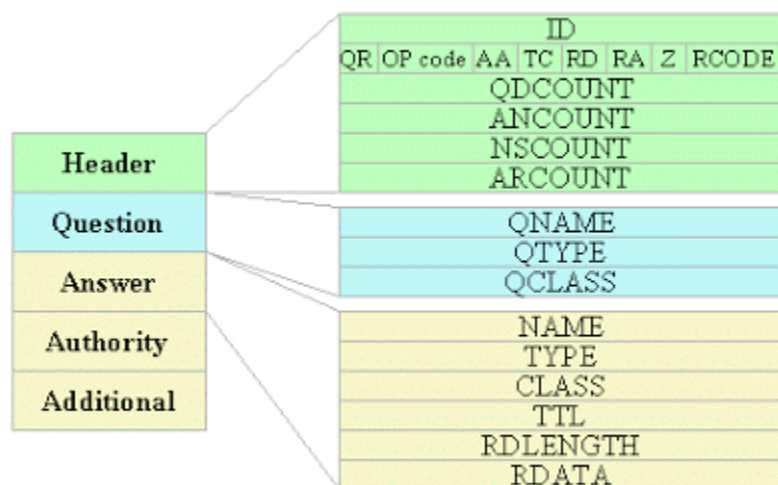 Header
Question
Answer
Authority
Additional
ID
QR OP code AA TC RD RA Z RCODE
QDCOUNT
ANCOUNT
NSCOUNT
ARCOUNT
QNAME
QTYPE
QCLASS
NAME
TYPE
CLASS
TTL
RDLENGTH
RDATA